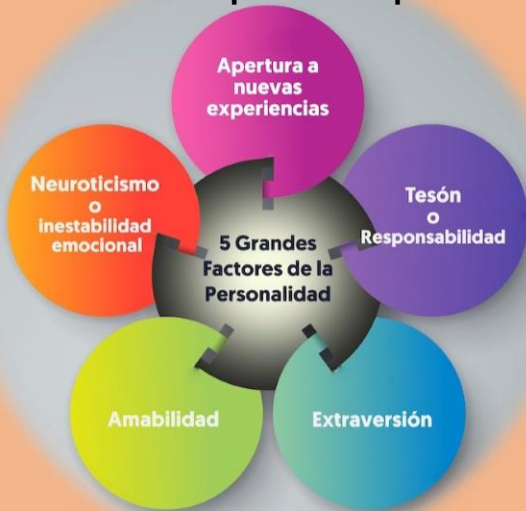 Apertura a
nuevas
experiencias
Neuroticismo
o
inestabilidad
emocional
Tesón
o
Responsabilidad
5 Grandes
Factores de la
Personalidad
Amabilidad
Extraversión